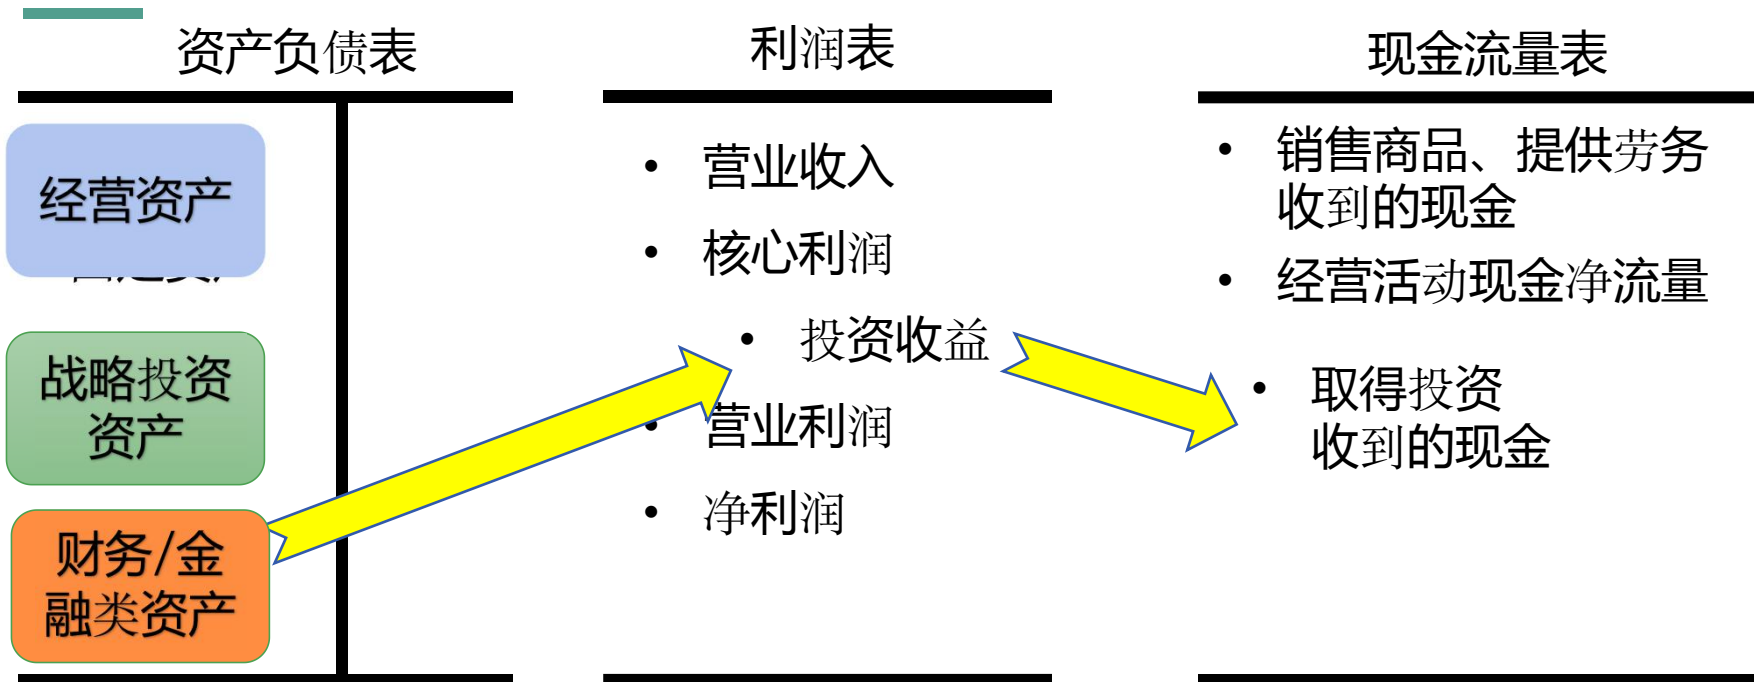 资产负债表
经营资产
战略投资
资产
财务/金
融类资产
利润表
• 营业收入
• 核心利润
• 投资收益
• 营业利润
• 净利润
现金流量表
• 销售商品、提供劳务
收到的现金
• 经营活动现金净流量
• 取得投资
收到的现金